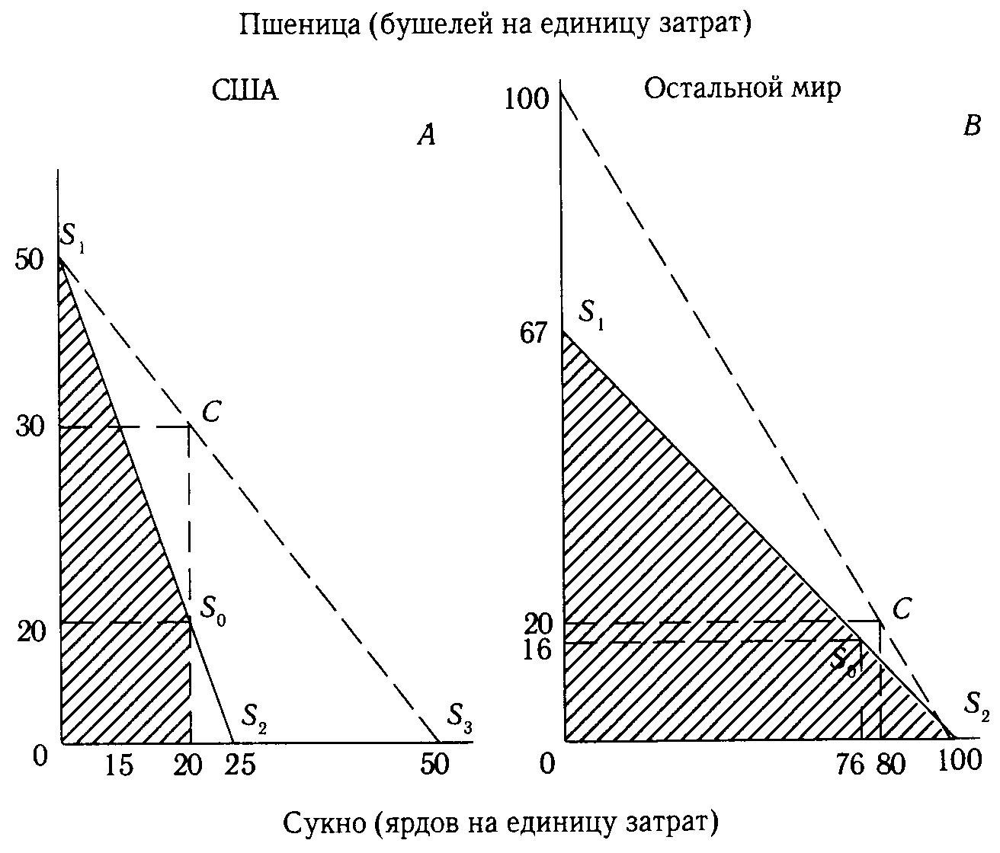 Пшеница (бушелей на единицу затрат)
США
Остальной мир
A
B
S1
50
30
C
20
S0
S2
S3
0
15
20
25
50
100
67
S1
20
16
C
S0
S2
0
76
80
100
Сукно (ярдов на единицу затрат)